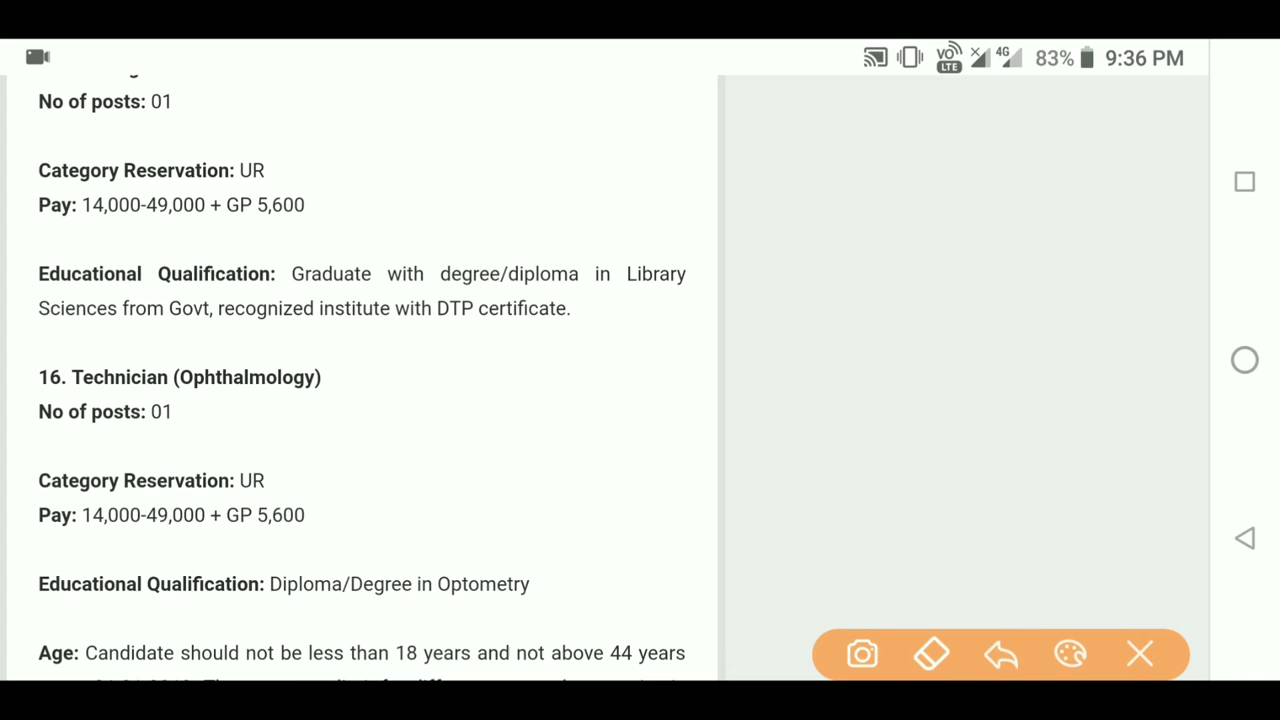 VO LTE 4G 83% 9:36 PM
No of posts: 01
Category Reservation: UR
Pay: 14,000-49,000 + GP 5,600
Educational Qualification: Graduate with degree/diploma in Library
Sciences from Govt, recognized institute with DTP certificate.
16. Technician (Ophthalmology)
No of posts: 01
Category Reservation: UR
Pay: 14,000-49,000 + GP 5,600
Educational Qualification: Diploma/Degree in Optometry
Age: Candidate should not be less than 18 years and not above 44 years